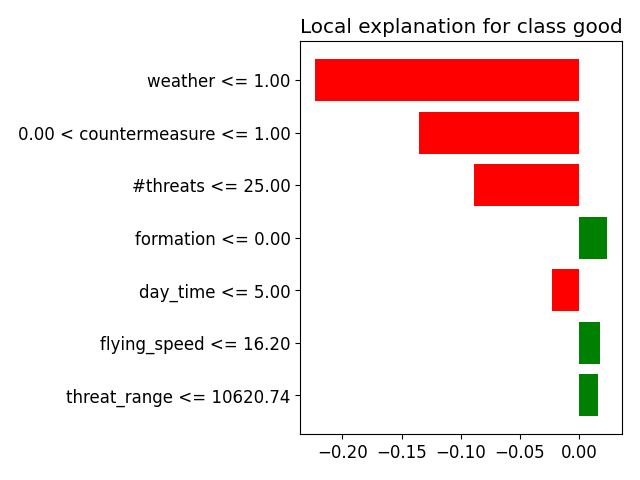 Local explanation for class good
weather <= 1.00
0.00 < countermeasure <= 1.00
#threats <= 25.00
formation <= 0.00
day_time <= 5.00
flying_speed <= 16.20
threat_range <= 10620.74
−0.20 −0.15 −0.10 −0.05 0.00